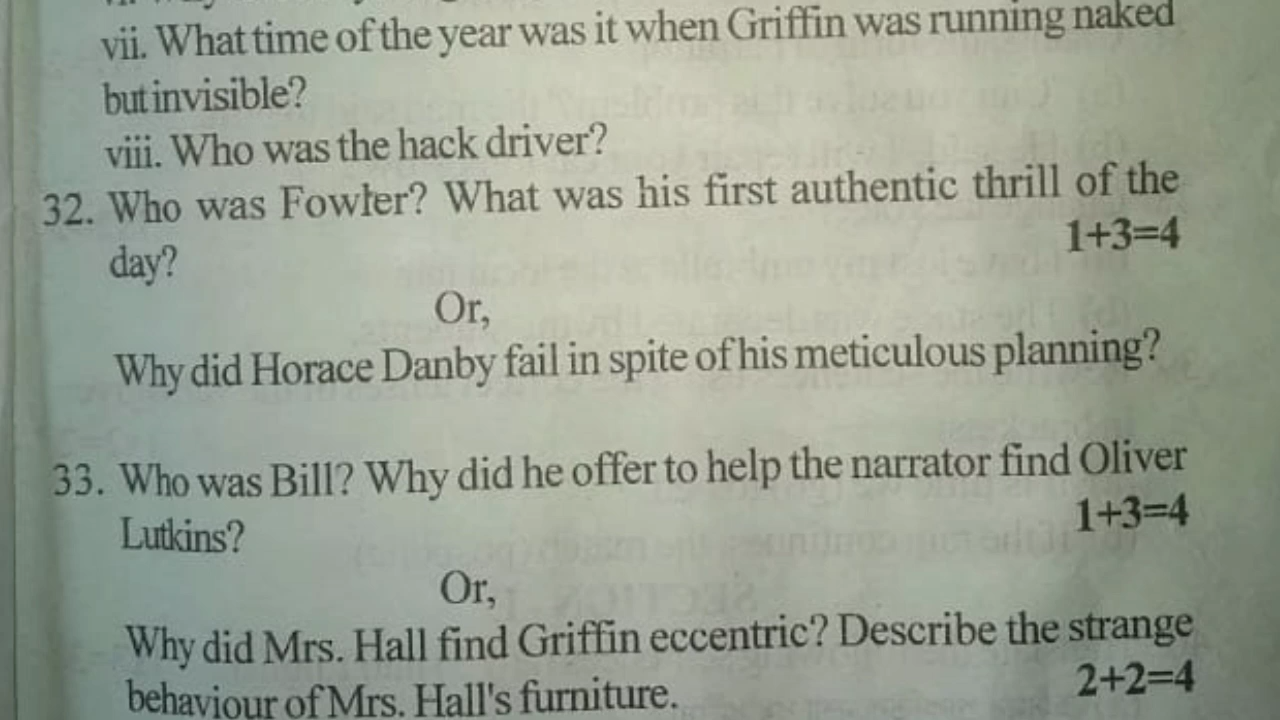 vii. What time of the year was it when Griffin was running naked
but invisible?
viii. Who was the hack driver?
32. Who was Fowler? What was his first authentic thrill of the
day? 1+3=4
Or,
Why did Horace Danby fail in spite of his meticulous planning?
33. Who was Bill? Why did he offer to help the narrator find Oliver
Lutkins? 1+3=4
Or,
Why did Mrs. Hall find Griffin eccentric? Describe the strange
behaviour of Mrs. Hall's furniture. 2+2=4